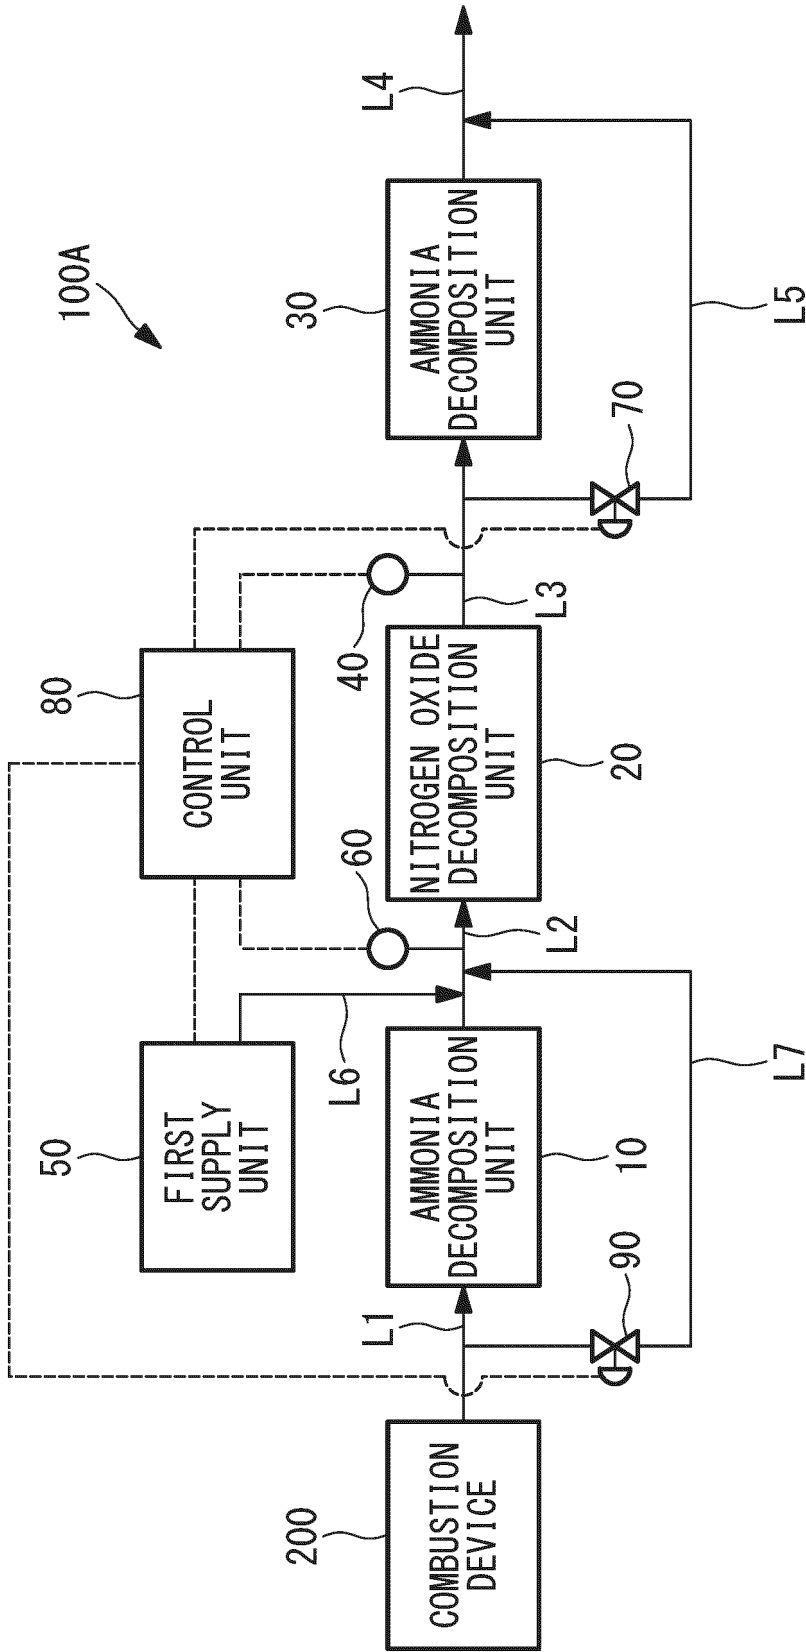 100A
80
CONTROL
UNIT
50
FIRST
SUPPLY
UNIT
L6
60
40
200
COMBUSTION
DEVICE
L1
AMMONIA
DECOMPOSITION
UNIT
10
L2
NITROGEN OXIDE
DECOMPOSITION
UNIT
20
L3
30
AMMONIA
DECOMPOSITION
UNIT
L4
90
L7
70
L5